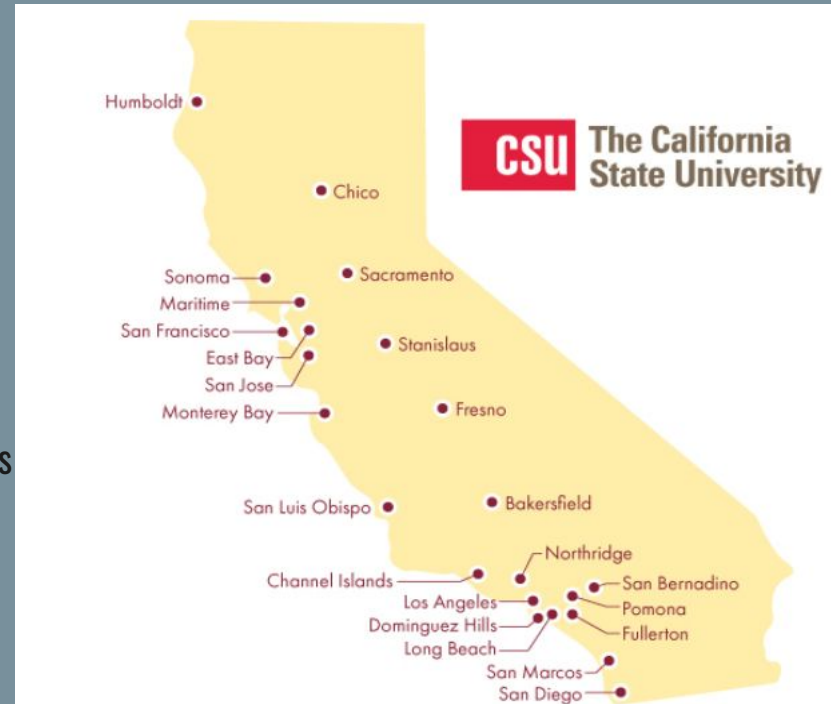 Humboldt
CSU The California
State University
Chico
Sonoma
Sacramento
Maritime
San Francisco
Stanislaus
East Bay
San Jose
Monterey Bay
Fresno
S
San Luis Obispo
Bakersfield
Northridge
Channel Islands
San Bernadino
Los Angeles
Pomona
Dominguez Hills
Fullerton
Long Beach
San Marcos
San Diego